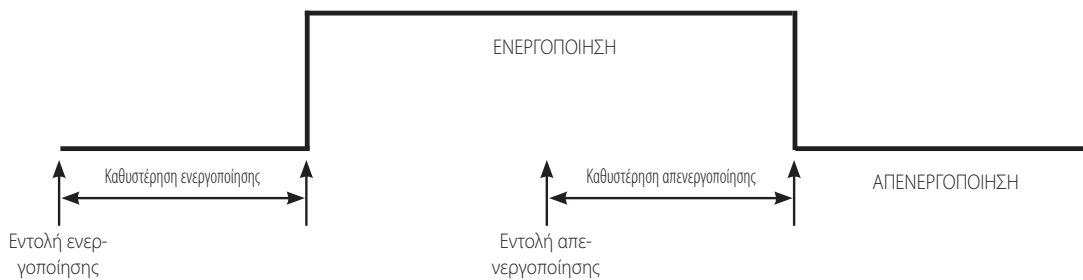 ΕΝΕΡΓΟΠΟΙΗΣΗ
Καθυστέρηση ενεργοποίησης
Καθυστέρηση απενεργοποίησης
ΑΠΕΝΕΡΓΟΠΟΙΗΣΗ
Εντολή ενερ-
γοποίησης
Εντολή απε-
νεργοποίησης